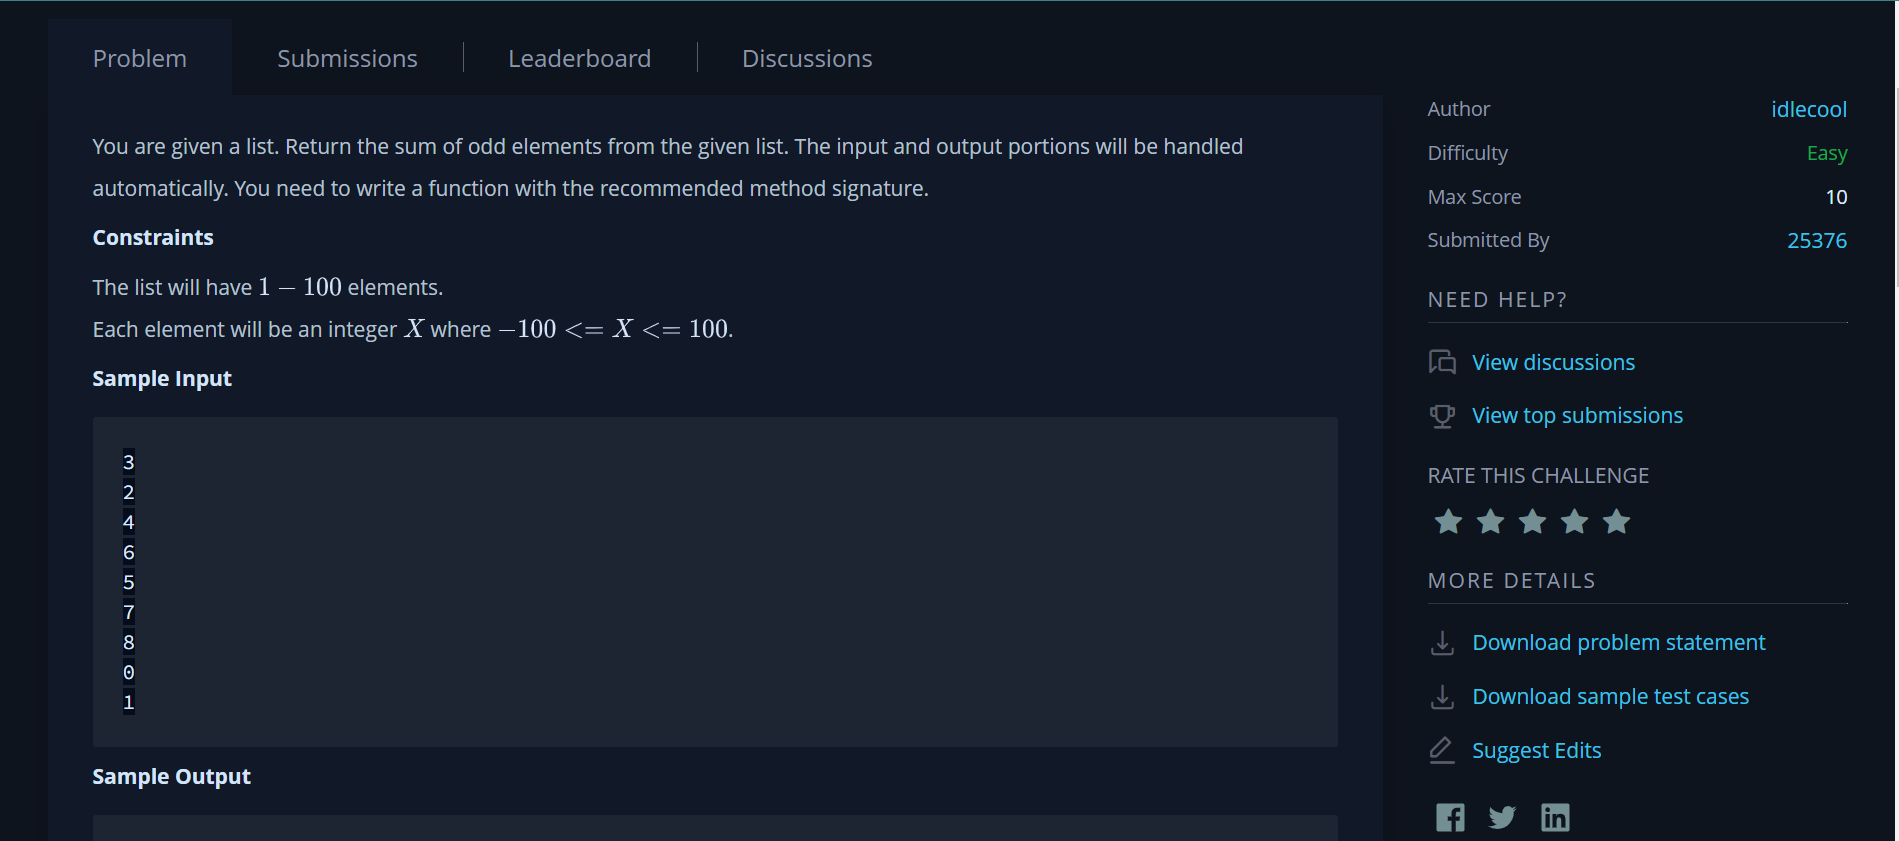 Problem
Submissions
Leaderboard
Discussions
You are given a list. Return the sum of odd elements from the given list. The input and output portions will be handled
automatically. You need to write a function with the recommended method signature.
Constraints
The list will have 1 – 100 elements.
Each element will be an integer X where −100 <= X <= 100.
Sample Input
3
2
4
6
5
7
8
0
1
Sample Output
Author idlecool
Difficulty Easy
Max Score 10
Submitted By 25376
NEED HELP?
View discussions
View top submissions
RATE THIS CHALLENGE
MORE DETAILS
Download problem statement
Download sample test cases
Suggest Edits